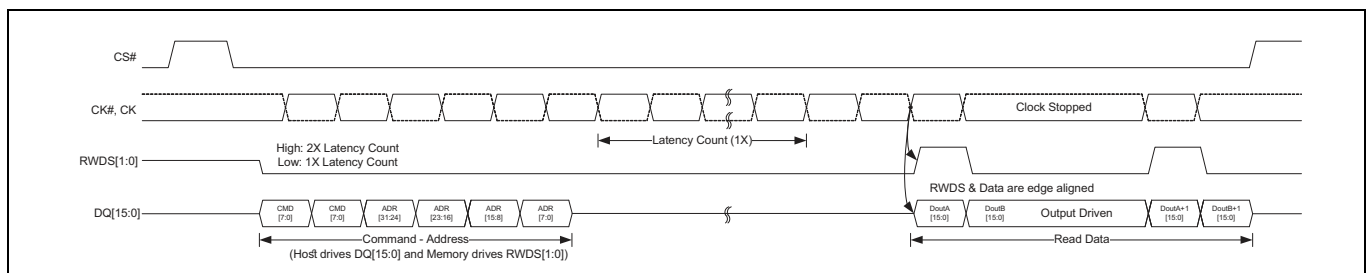 CS#
CK#, CK
Clock Stopped
Latency Count (1X)
High: 2X Latency Count
Low: 1X Latency Count
RWDS[1:0]
RWDS & Data are edge aligned
DQ[15:0]
CMD
[7:0]
CMD
[7:0]
ADR
[31:24]
ADR
[23:16]
ADR
[15:8]
ADR
[7:0]
DoutA
[15:0]
DoutB
[15:0]
Output Driven
DoutA+1
[15:0]
DoutB+1
[15:0]
Command - Address
Read Data
(Host drives DQ[15:0] and Memory drives RWDS[1:0])